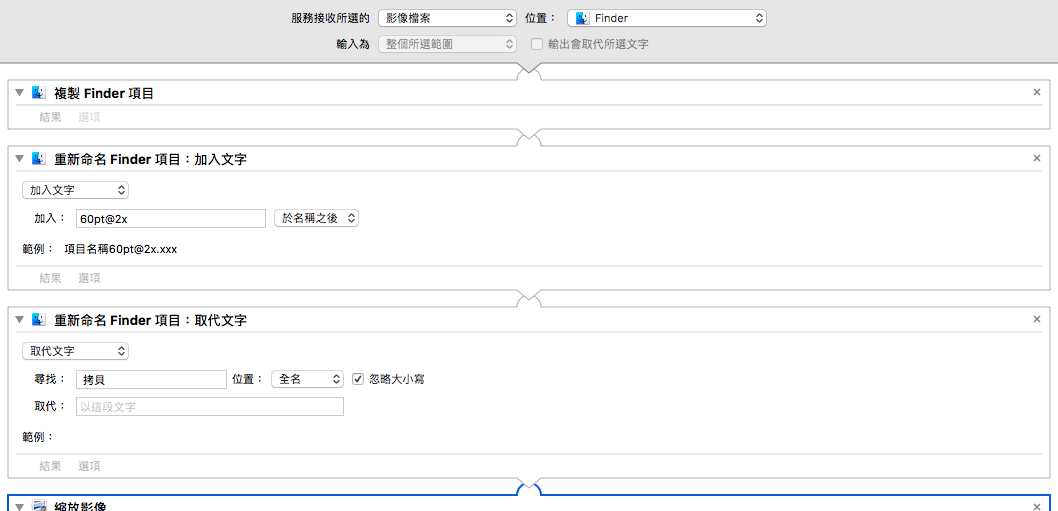 服務接收所選的 影像檔案 位置： Finder
輸入為 整個所選範圍 輸出會取代所選文字
複製 Finder 項目
結果 選項
重新命名 Finder 項目：加入文字
加入文字
加入： 60pt@2x 於名稱之後
範例： 項目名稱60pt@2x.xxx
結果 選項
重新命名 Finder 項目：取代文字
取代文字
尋找： 拷貝 位置： 全名 忽略大小寫
取代： 以這段文字
範例：
結果 選項
縮放影像